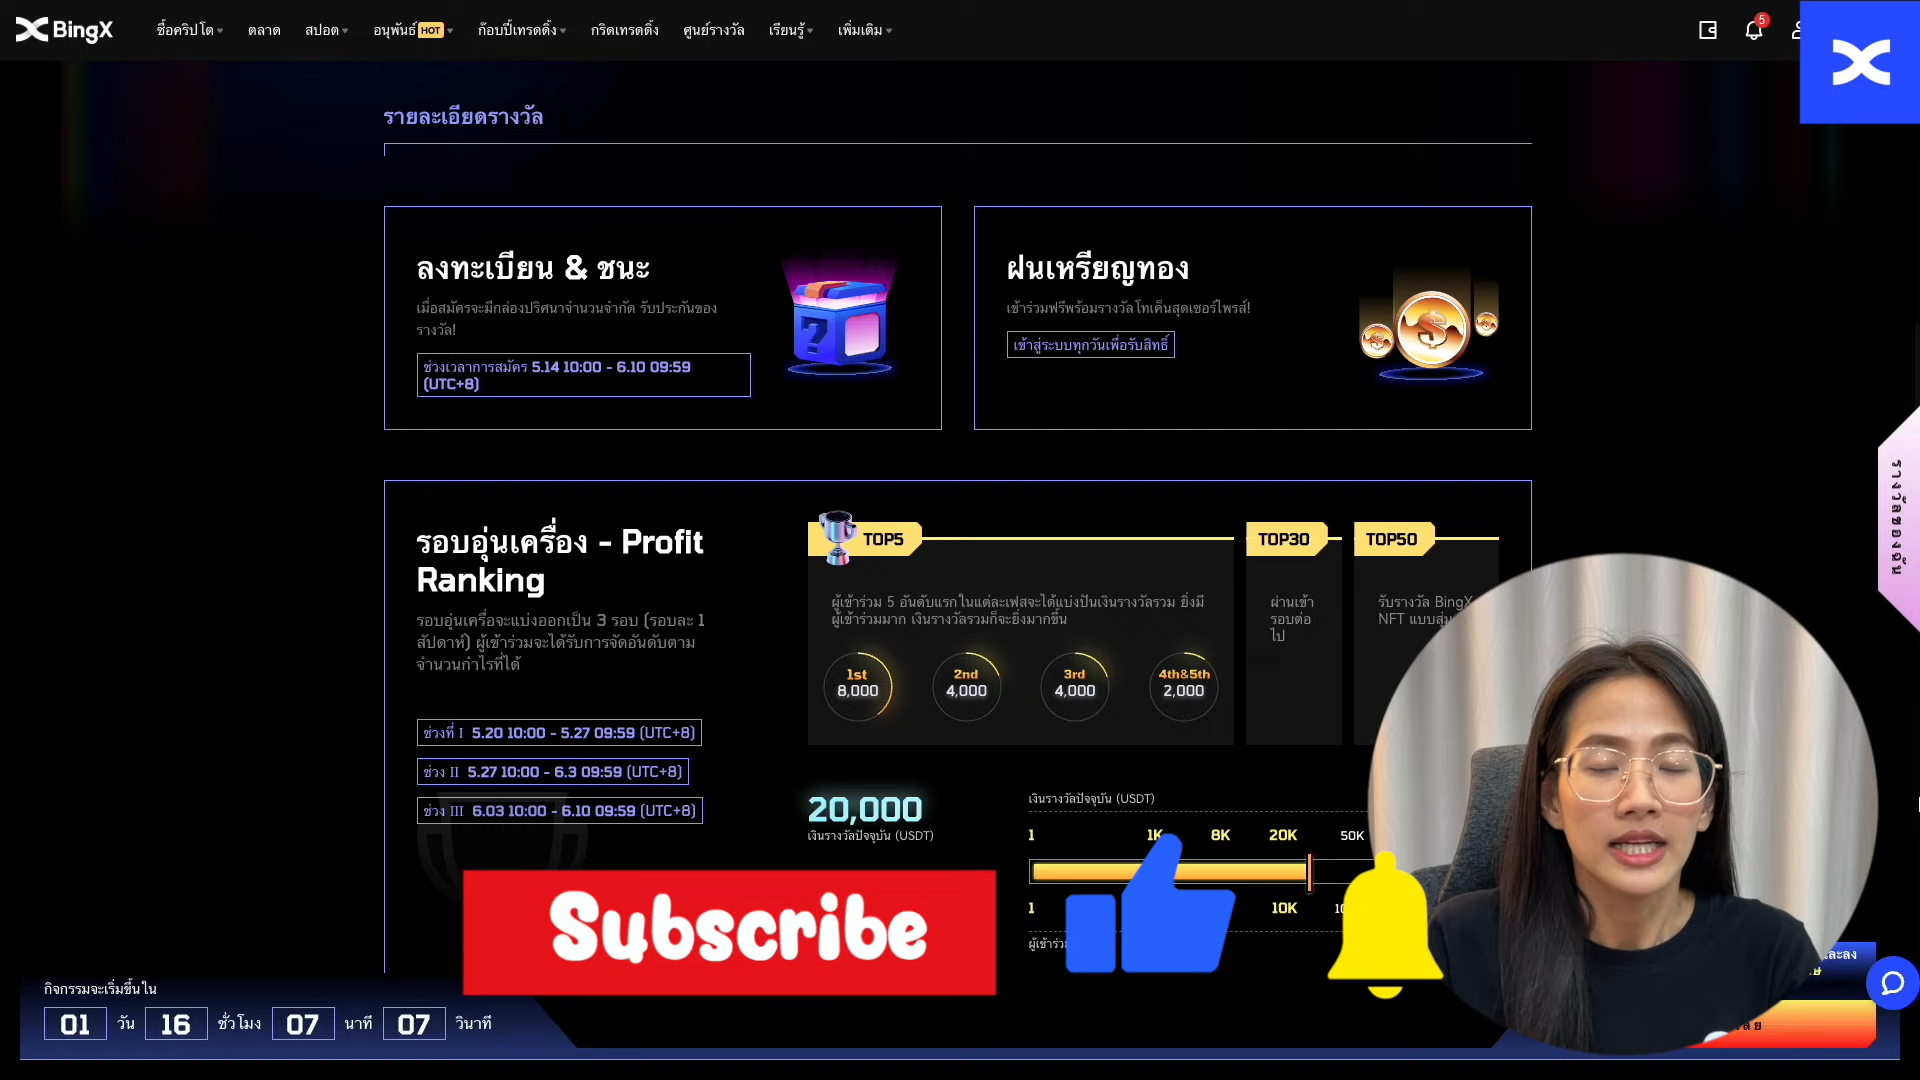 BingX
ซื้อคริปโต
ตลาด
สปอต
อนุพันธ์ HOT
ก๊อบปี้เทรดดิ้ง
กริดเทรดดิ้ง
ศูนย์รางวัล
เรียนรู้
เพิ่มเติม
5
รายละเอียดรางวัล
ลงทะเบียน & ชนะ
เมื่อสมัครจะมีกล่องปริศนาจำนวนจำกัด รับประกันของ
รางวัล!
ช่วงเวลาการสมัคร 5.14 10:00 - 6.10 09:59
(UTC+8)
ฝนเหรียญทอง
เข้าร่วมฟรีพร้อมรางวัลโทเค็นสุดเซอร์ไพรส์!
เข้าสู่ระบบทุกวันเพื่อรับสิทธิ์
รางวัลของฉัน
รอบอุ่นเครื่อง - Profit
Ranking
รอบอุ่นเครื่อจะแบ่งออกเป็น 3 รอบ (รอบละ 1
สัปดาห์) ผู้เข้าร่วมจะได้รับการจัดอันดับตาม
จำนวนกำไรที่ได้
ช่วงที่ I 5.20 10:00 - 5.27 09:59 (UTC+8)
ช่วง II 5.27 10:00 - 6.3 09:59 (UTC+8)
ช่วง III 6.03 10:00 - 6.10 09:59 (UTC+8)
TOP5
ผู้เข้าร่วม 5 อันดับแรกในแต่ละเฟสจะได้แบ่งปันเงินรางวัลรวม ยิ่งมี
ผู้เข้าร่วมมาก เงินรางวัลรวมก็จะยิ่งมากขึ้น
1st
8,000
2nd
4,000
3rd
4,000
4th&5th
2,000
TOP30
ผ่านเข้า
รอบต่อ
ไป
TOP50
รับรางวัล BingX
NFT แบบสุ่ม
20,000
เงินรางวัลปัจจุบัน (USDT)
เงินรางวัลปัจจุบัน (USDT)
1 1K 8K 20K 50K
1 10K
Subscribe
กิจกรรมจะเริ่มขึ้นใน
01 วัน 16 ชั่วโมง 07 นาที 07 วินาที